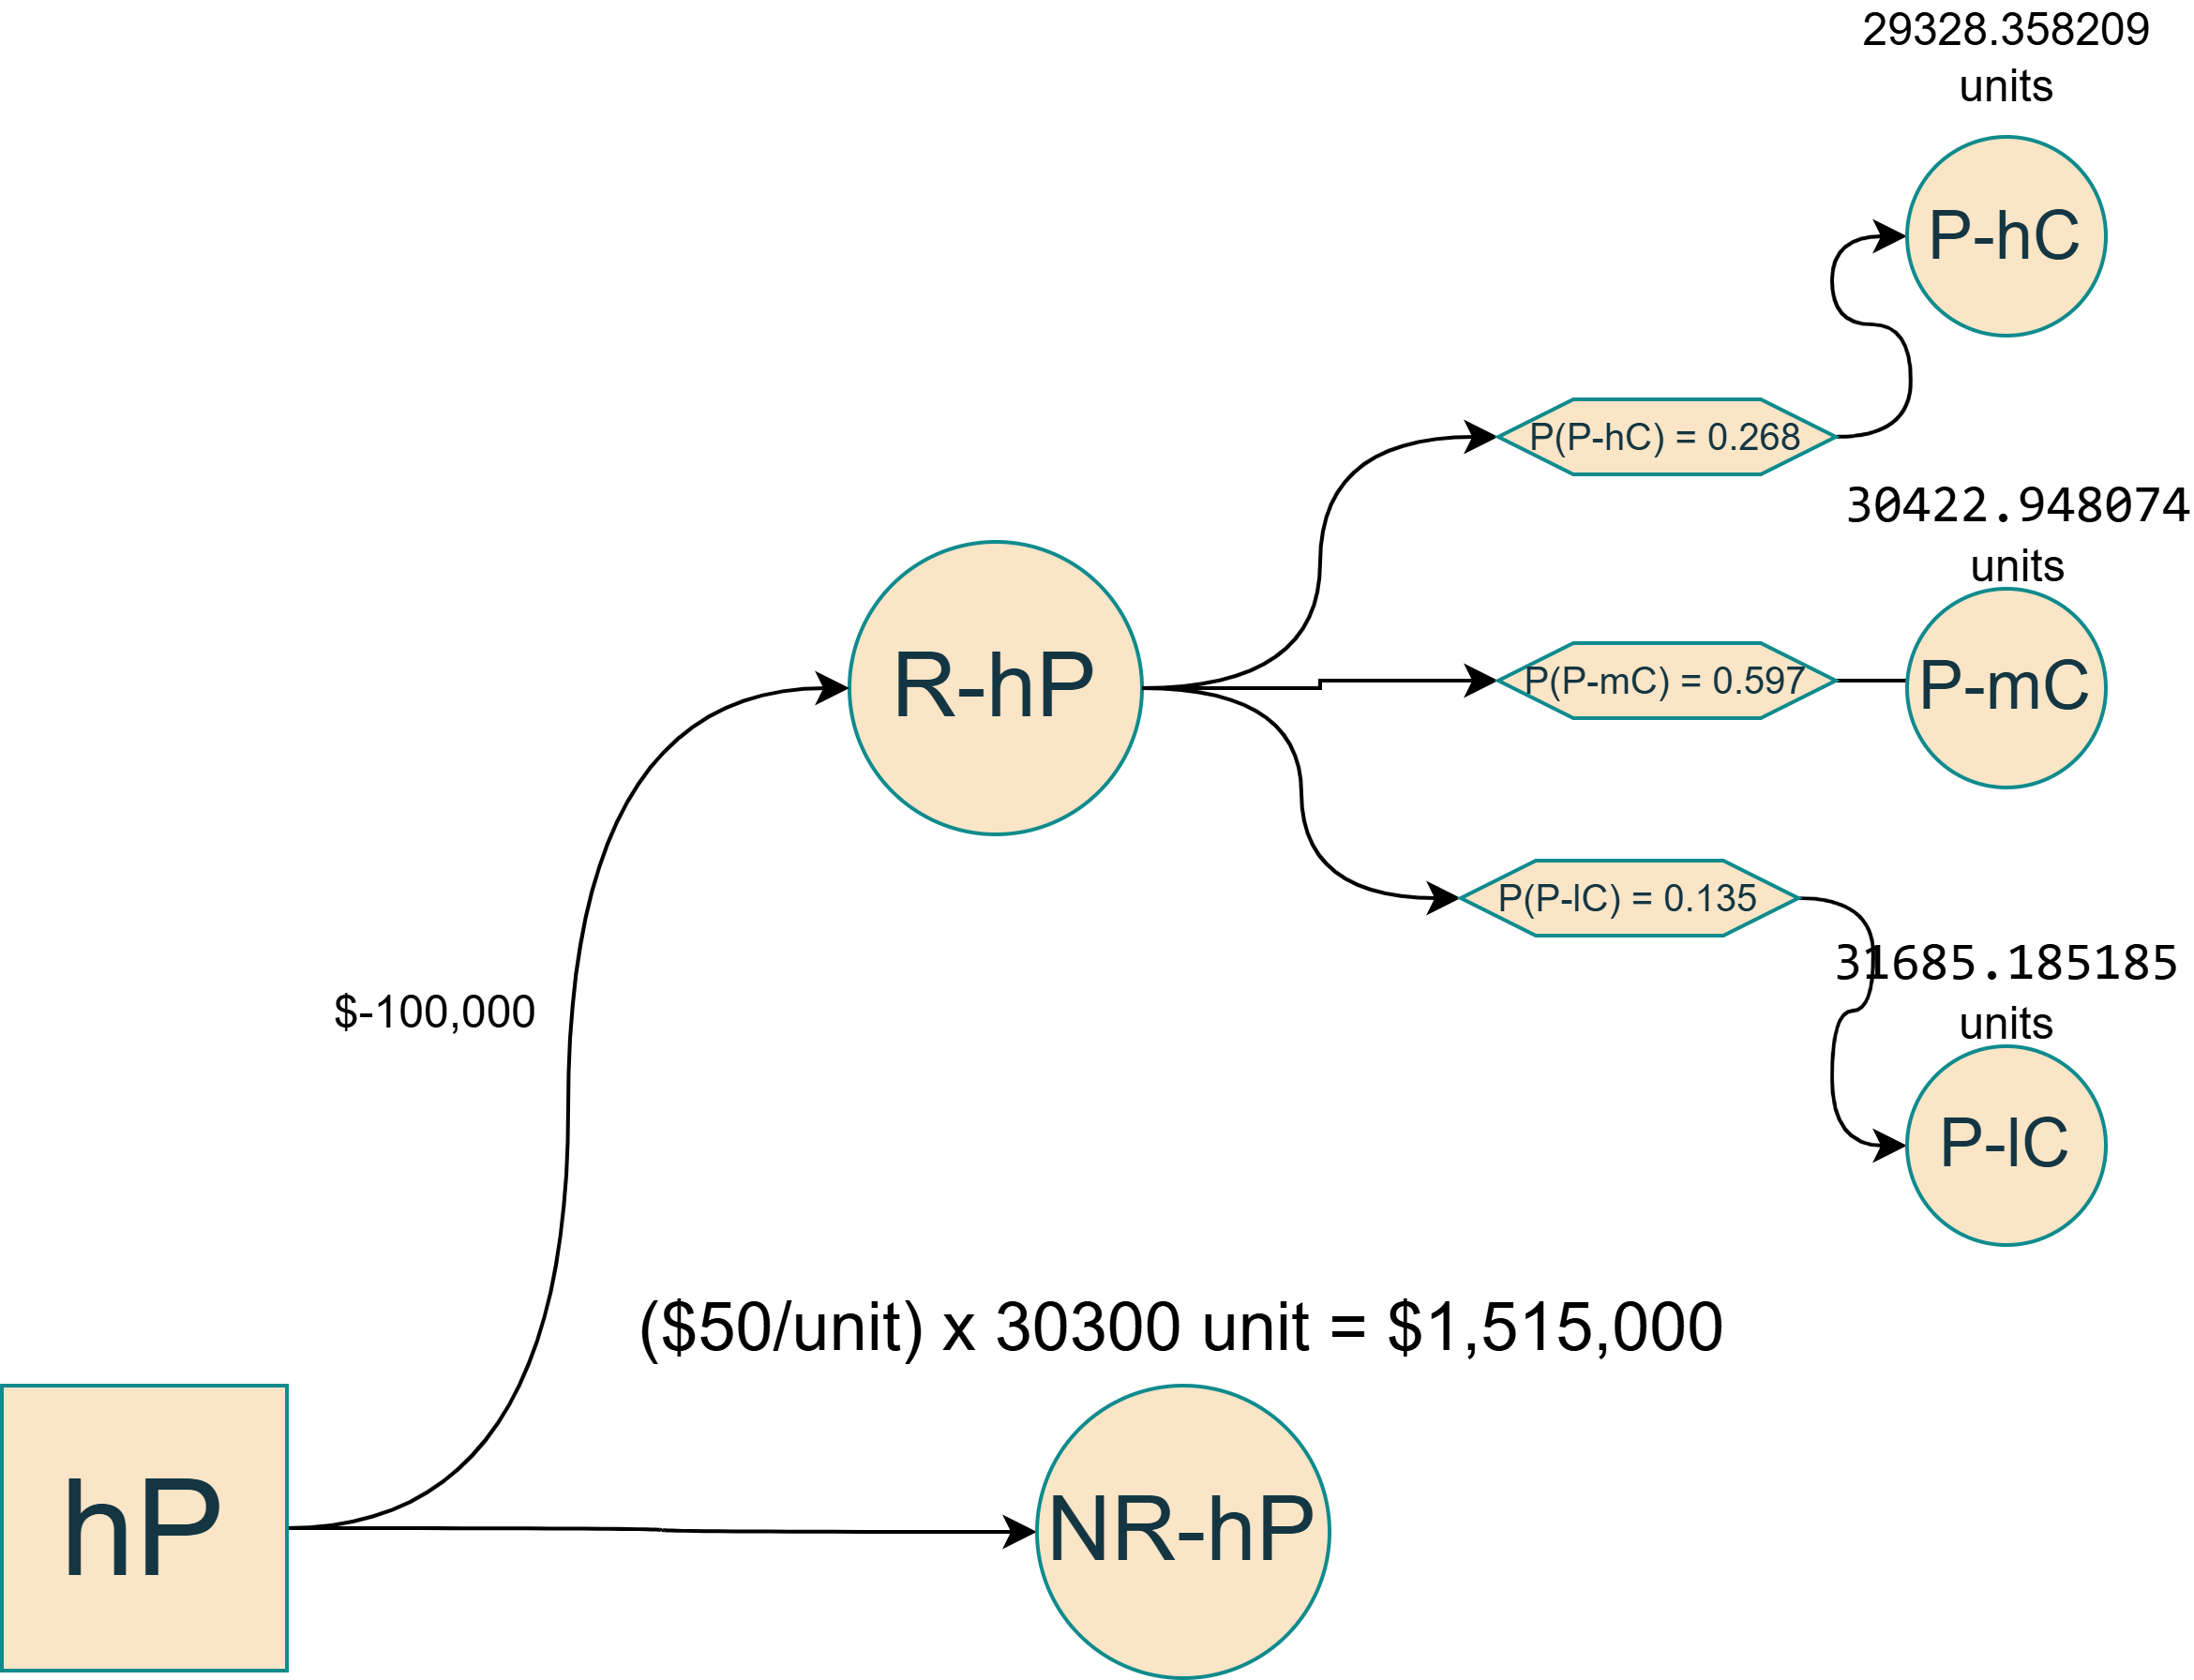 29328.358209
units
P-hC
P(P-hC) = 0.268
30422.948074
units
R-hP
P(P-mC) = 0.597
P-mC
P(P-lC) = 0.135
31685.185185
units
$-100,000
P-lC
($50/unit) x 30300 unit = $1,515,000
hP
NR-hP